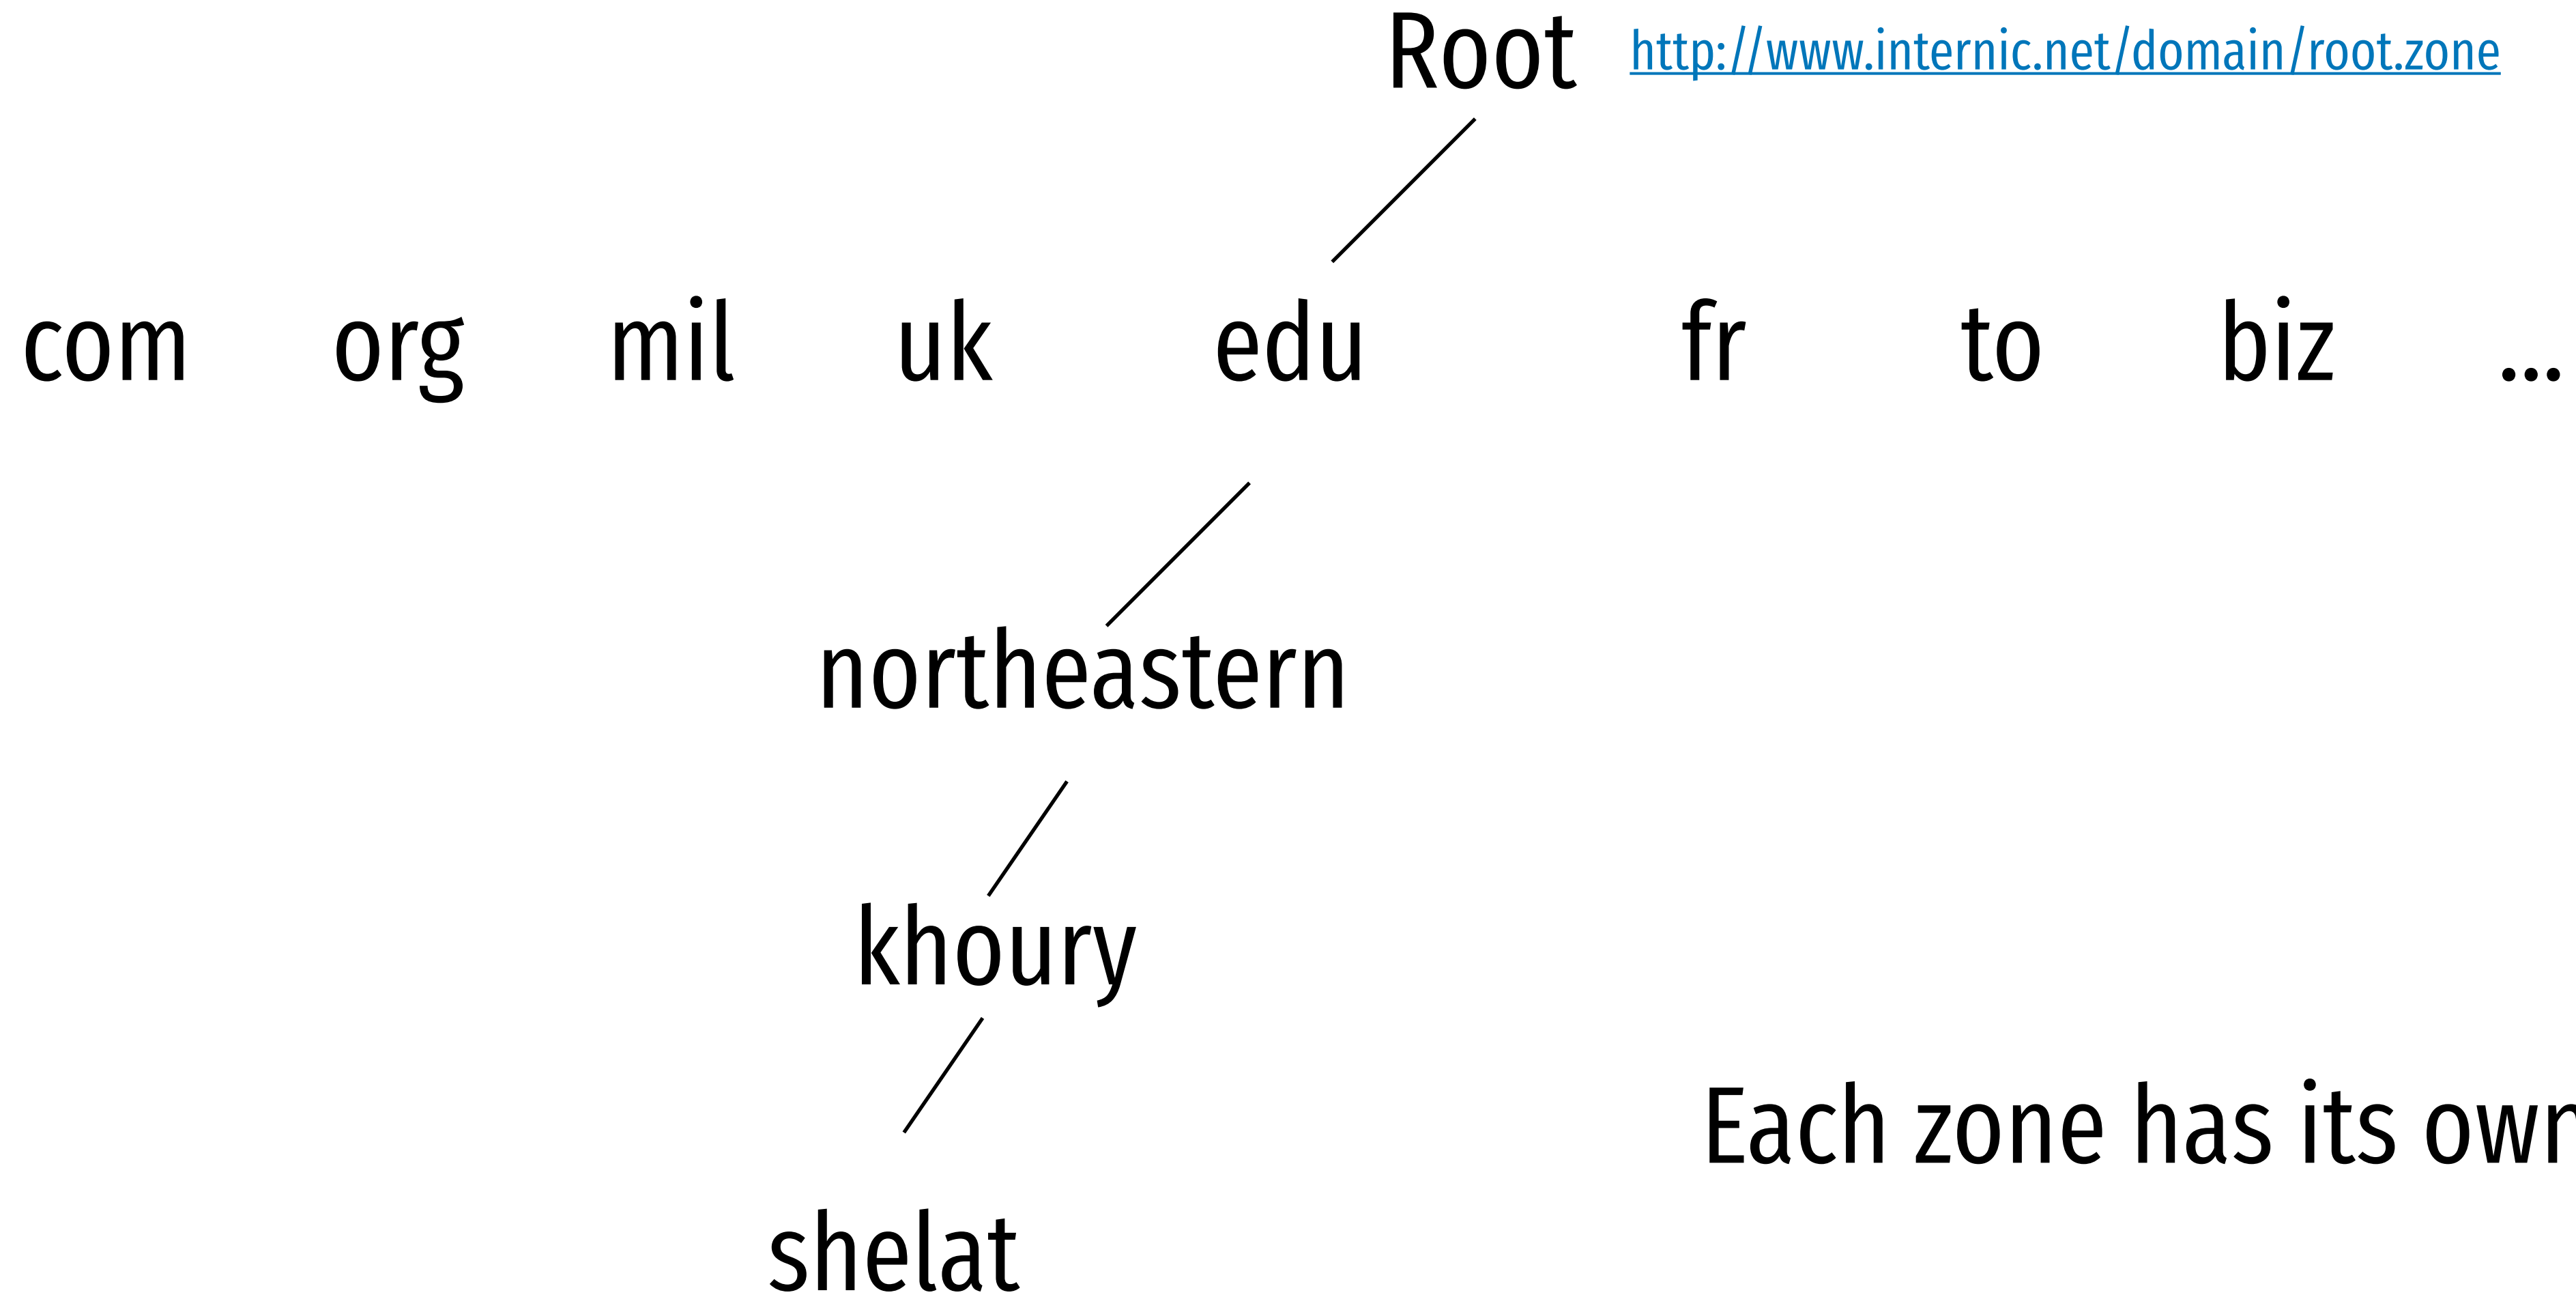 Root http://www.internic.net/domain/root.zone
com org mil uk edu fr to biz ...
northeastern
khoury
Each zone has its own
shelat